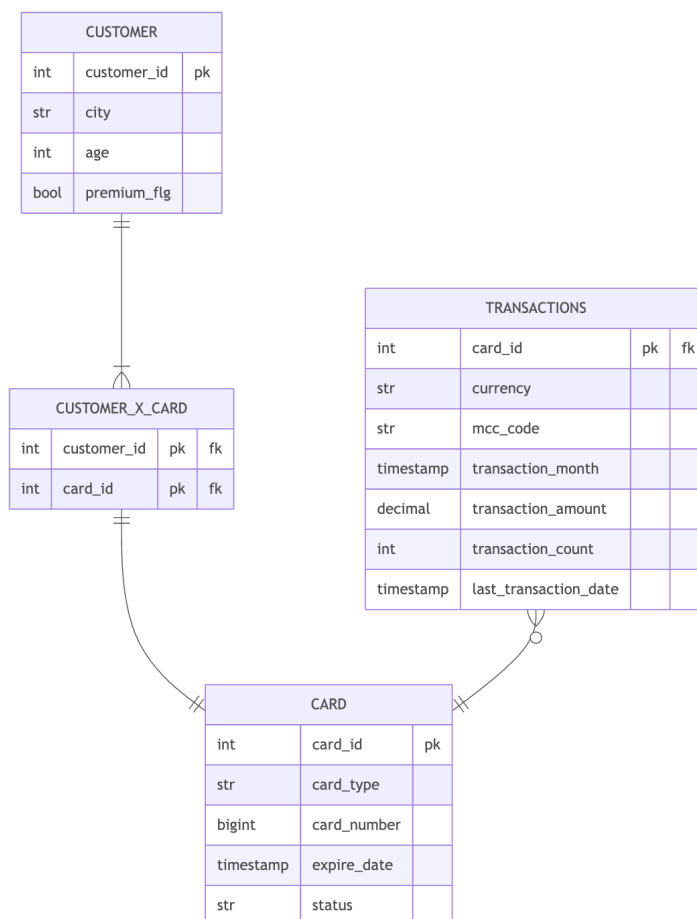 CUSTOMER
int customer_id pk
str city
int age
bool premium_flg
TRANSACTIONS
int card_id pk fk
str currency
str mcc_code
timestamp transaction_month
decimal transaction_amount
int transaction_count
timestamp last_transaction_date
CUSTOMER_X_CARD
int customer_id pk fk
int card_id pk fk
CARD
int card_id pk
str card_type
bigint card_number
timestamp expire_date
str status